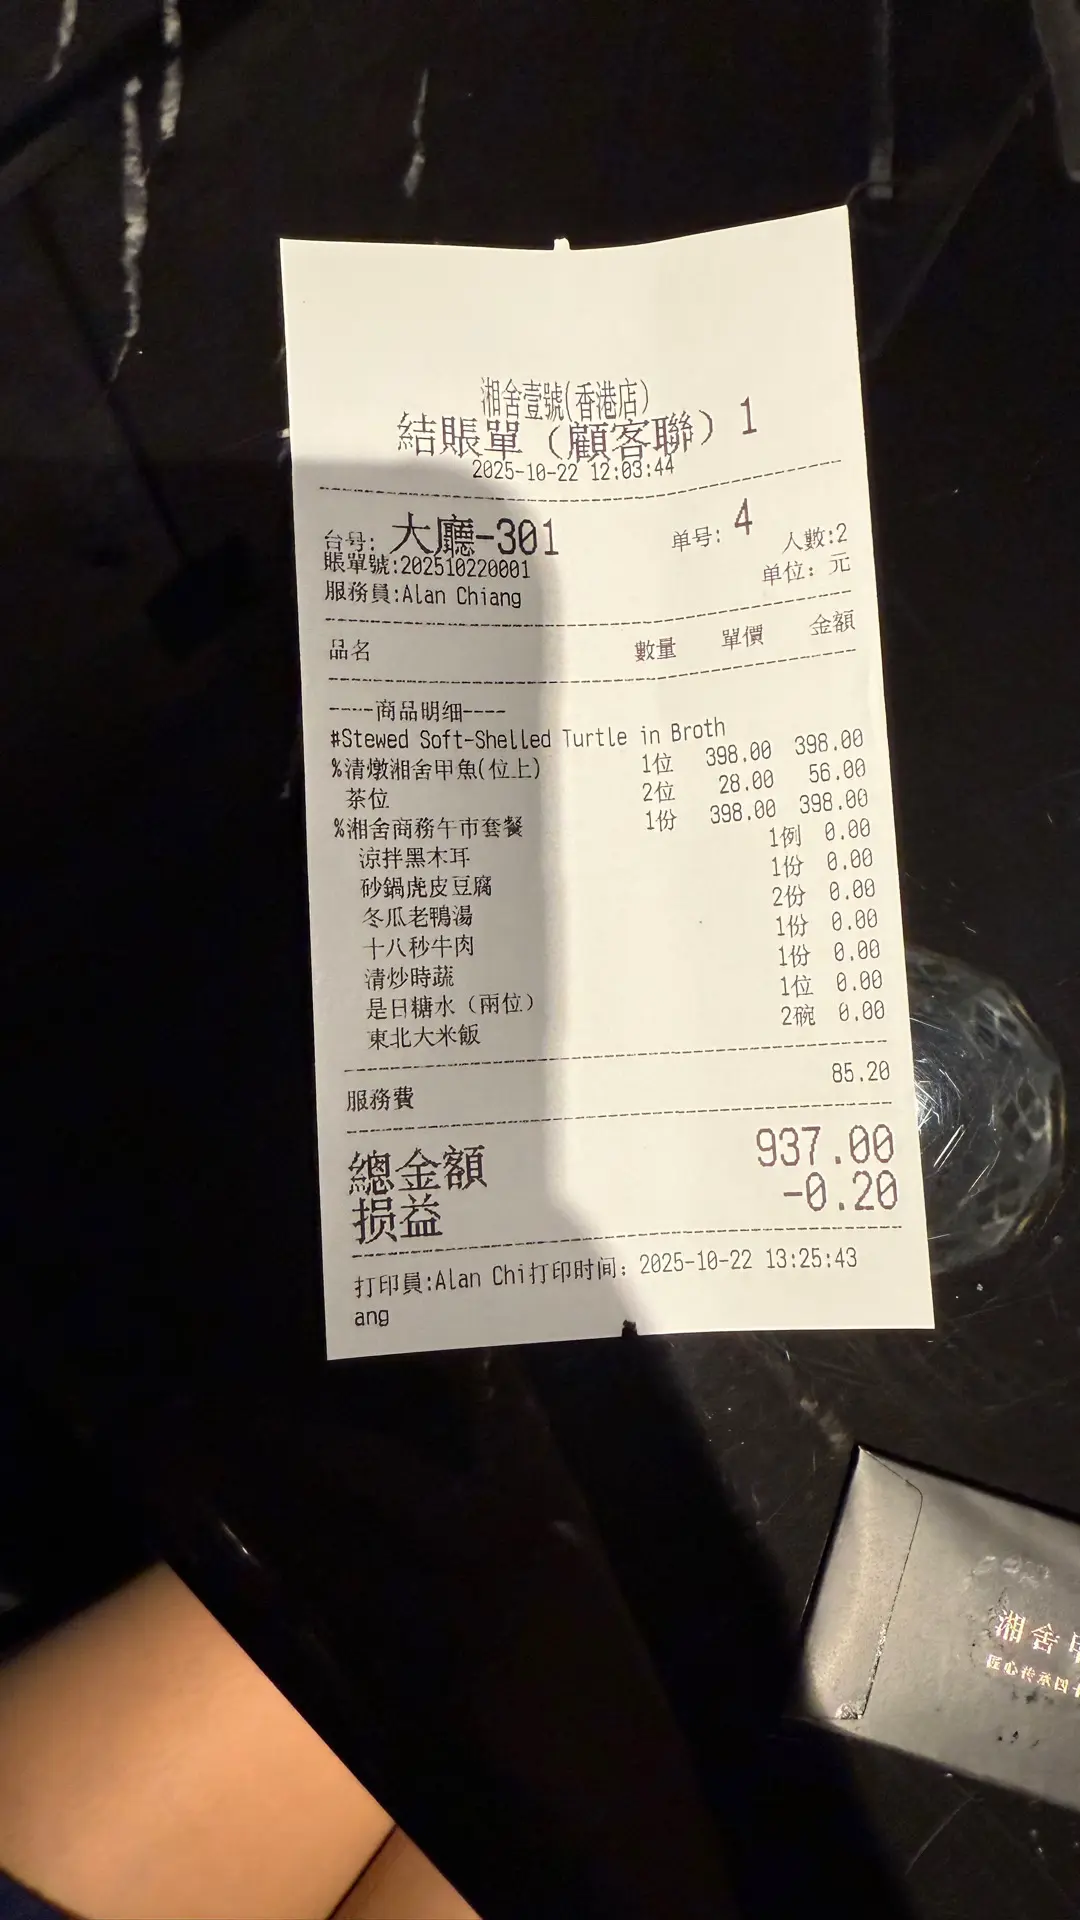 湘舍壹號(香港店)
結賬單（顧客聯）1
2025-10-22 12:03:44
台号: 大廳-301 单号: 4 人數:2
賬單號:202510220001 单位: 元
服務員:Alan Chiang
品名 數量 單價 金額
----商品明细----
#Stewed Soft-Shelled Turtle in Broth
%清燉湘舍甲魚(位上) 1位 398.00 398.00
茶位 2位 28.00 56.00
%湘舍商務午市套餐 1份 398.00 398.00
涼拌黑木耳 1例 0.00
砂鍋虎皮豆腐 1份 0.00
冬瓜老鴨湯 2份 0.00
十八秒牛肉 1份 0.00
清炒時蔬 1份 0.00
是日糖水（兩位） 1位 0.00
東北大米飯 2碗 0.00
服務費 85.20
總金額 937.00
损益 -0.20
打印員:Alan Chi打印时间: 2025-10-22 13:25:43
ang
湘舍
匠心传承四